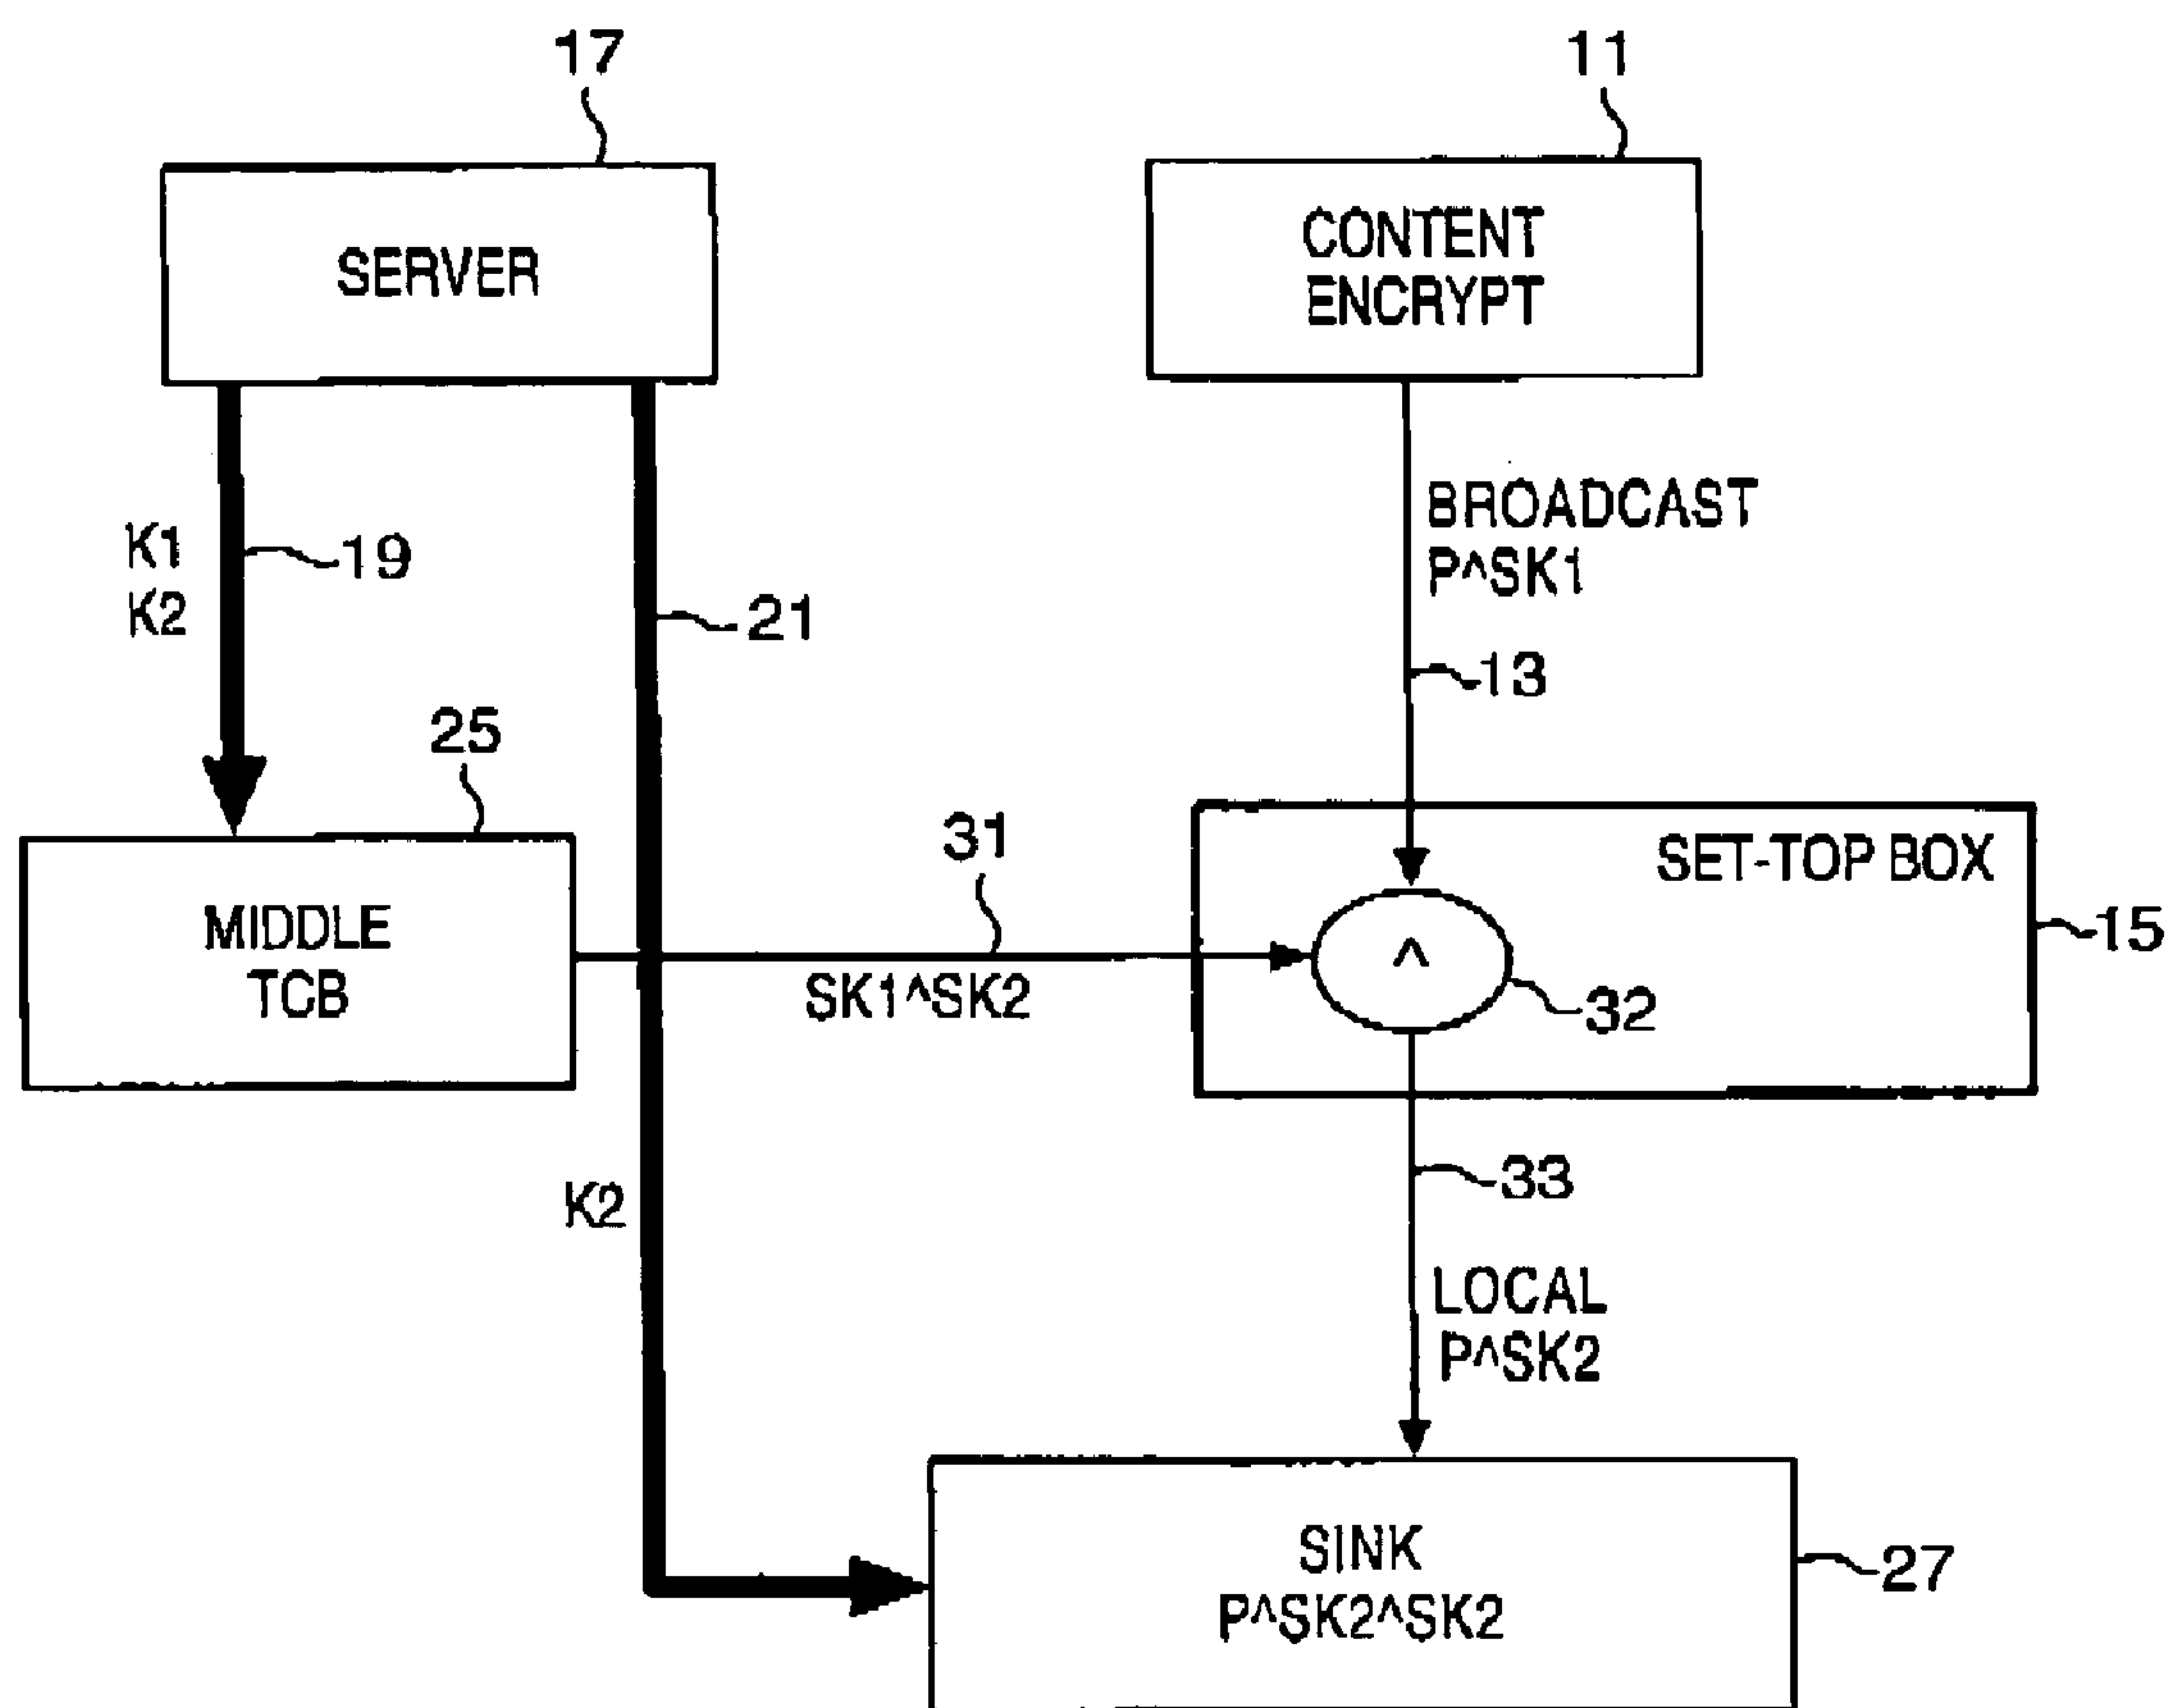 17
11
SERVER
CONTENT
ENCRYPT
K1
K2
19
21
BROADCAST
P^SK1
13
25
31
SET-TOP BOX
MIDDLE
TCB
^
15
SK1^SK2
32
K2
33
LOCAL
P^SK2
SINK
P^SK2^SK2
27